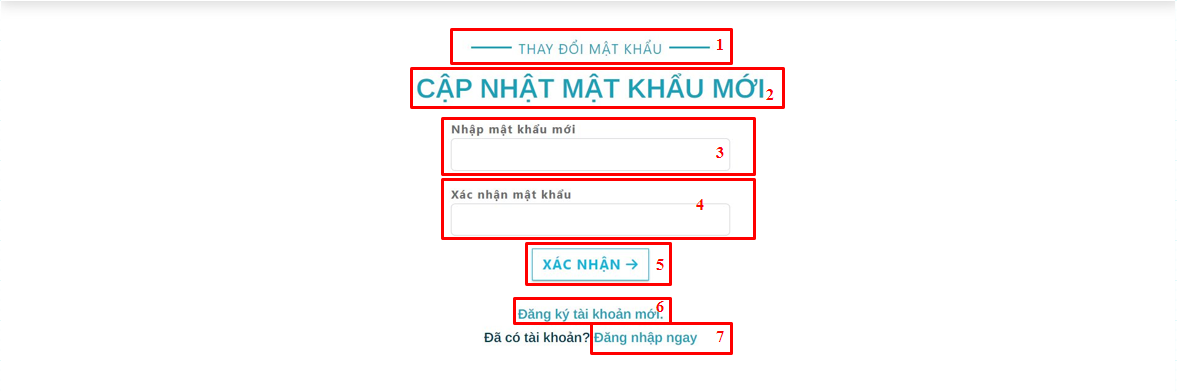 THAY ĐỔI MẬT KHẨU 1
CẬP NHẬT MẬT KHẨU MỚI 2
Nhập mật khẩu mới
3
Xác nhận mật khẩu
4
XÁC NHẬN → 5
Đăng ký tài khoản mới. 6
Đã có tài khoản? Đăng nhập ngay 7